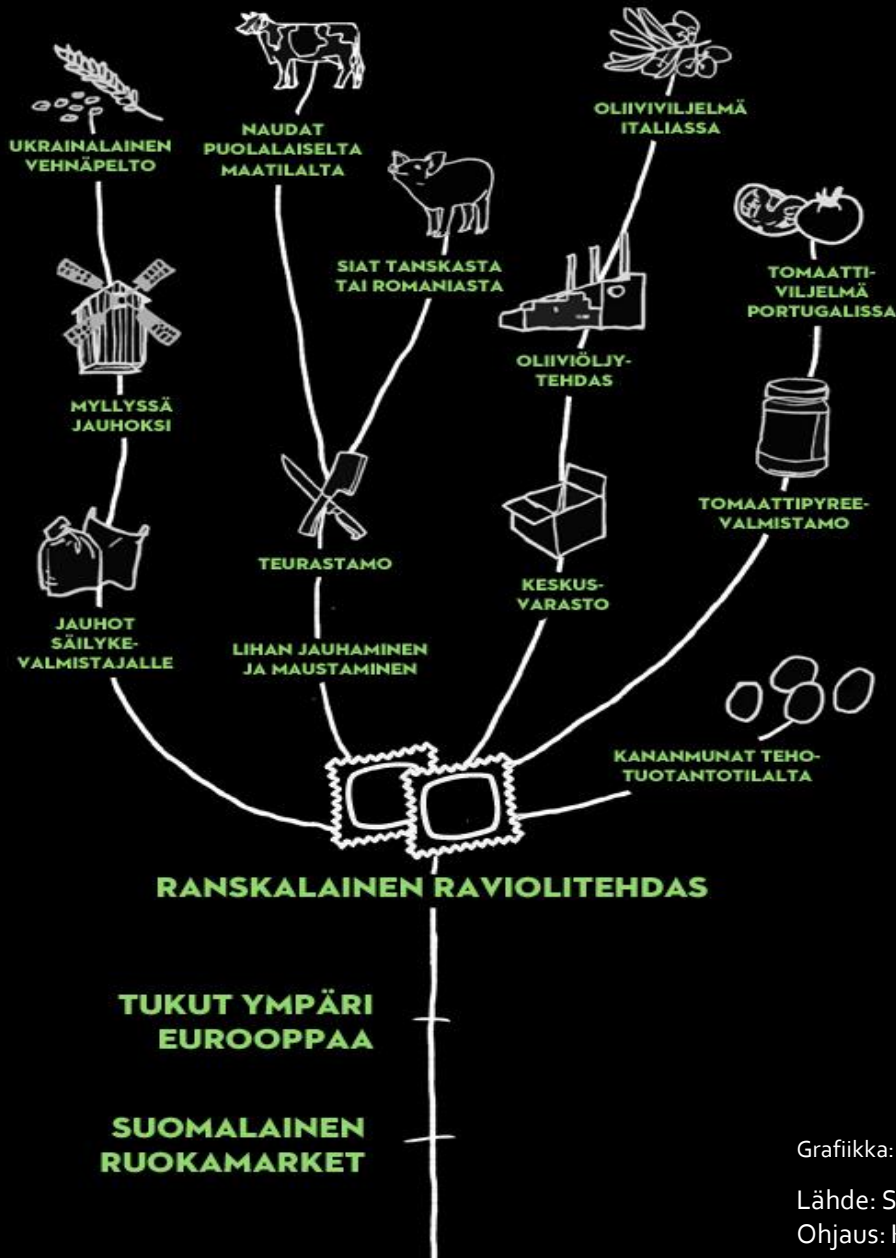 UKRAINALAINEN
VEHNÄPELTO
NAUDAT
PUOLALAISELTA
MAATILALTA
OLIIVIVILJELMÄ
ITALIASSA
SIAT TANSKASTA
TAI ROMANIASTA
TOMAATTI-
VILJELMÄ
PORTUGALISSA
MYLLYSSÄ
JAUHOKSI
OLIIVIÖLJY-
TEHDAS
TEURASTAMO
KESKUS-
VARASTO
TOMAATTIPYREE-
VALMISTAMO
JAUHOT
SÄILYKE-
VALMISTAJALLE
LIHAN JAUHAMINEN
JA MAUSTAMINEN
KANANMUNAT TEHO-
TUOTANTOTILALTA
RANSKALAINEN RAVIOLITEHDAS
TUKUT YMPÄRI
EUROOPPAA
SUOMALAINEN
RUOKAMARKET
Grafiikka:
Lähde:
Ohjaus: